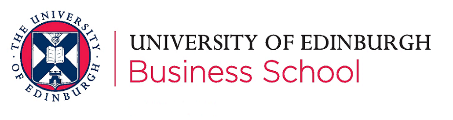 THE UNIVERSITY OF EDINBURGH
UNIVERSITY OF EDINBURGH
Business School